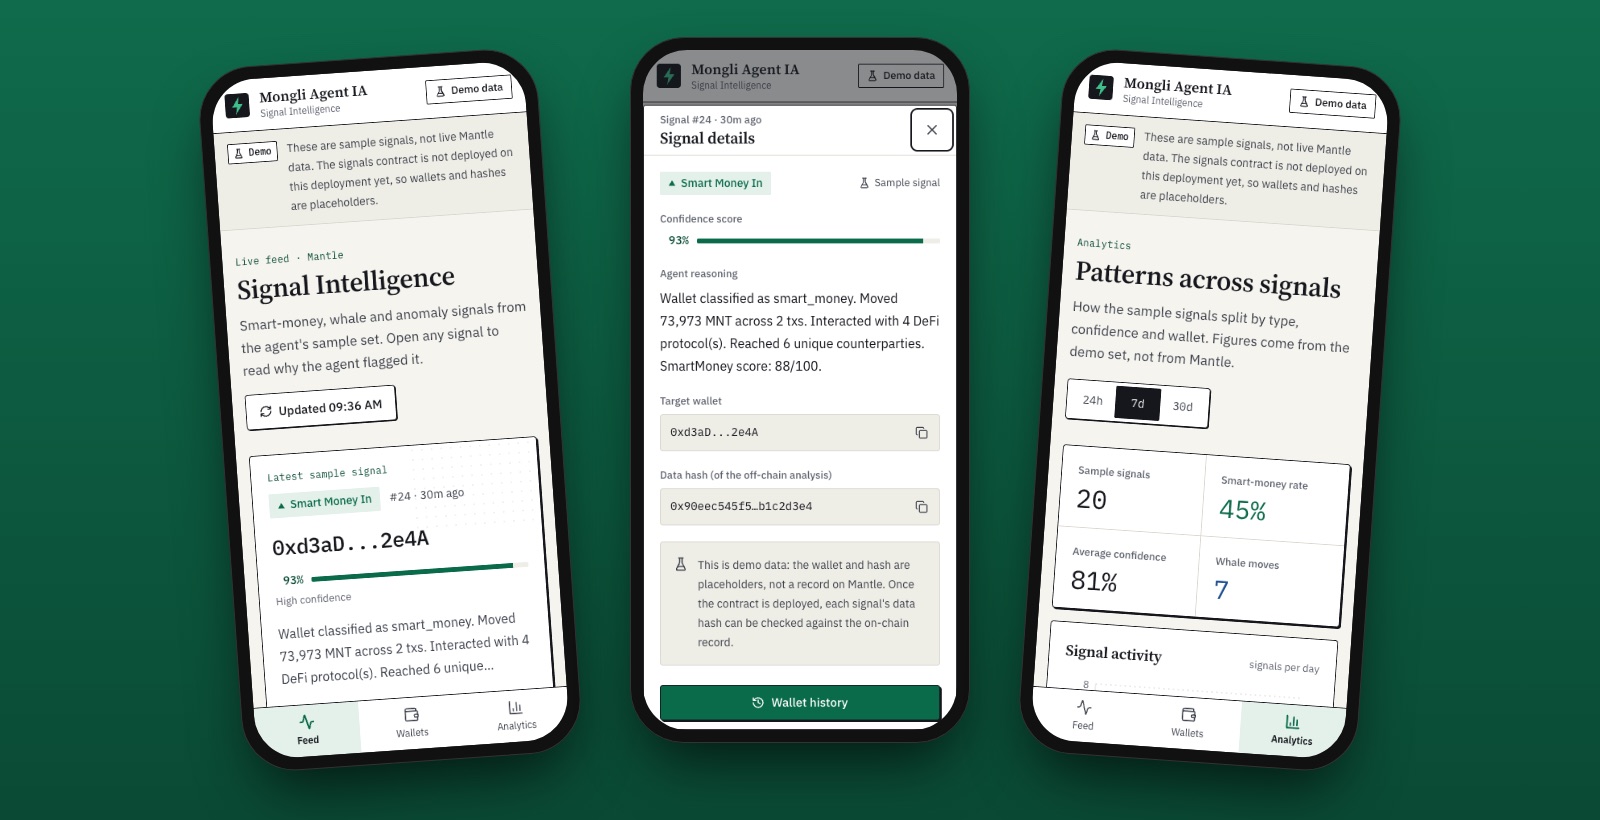 Mongli Agent IA
Signal Intelligence
Demo data
Demo
These are sample signals, not live Mantle
data. The signals contract is not deployed on
this deployment yet, so wallets and hashes
are placeholders.
Live feed · Mantle
Signal Intelligence
Smart-money, whale and anomaly signals from
the agent's sample set. Open any signal to
read why the agent flagged it.
Updated 09:36 AM
Latest sample signal
Smart Money In
#24 · 30m ago
0xd3aD...2e4A
93%
High confidence
Wallet classified as smart_money. Moved
73,973 MNT across 2 txs. Interacted with 4
DeFi protocol(s). Reached 6 unique...
Feed
Wallets
Analytics
Mongli Agent IA
Signal Intelligence
Demo data
Signal #24 · 30m ago
Signal details
Smart Money In
Sample signal
Confidence score
93%
Agent reasoning
Wallet classified as smart_money. Moved
73,973 MNT across 2 txs. Interacted with 4 DeFi
protocol(s). Reached 6 unique counterparties.
SmartMoney score: 88/100.
Target wallet
0xd3aD...2e4A
Data hash (of the off-chain analysis)
0x90eec545f5…b1c2d3e4
This is demo data: the wallet and hash are
placeholders, not a record on Mantle. Once
the contract is deployed, each signal's data
hash can be checked against the on-chain
record.
Wallet history
Mongli Agent IA
Signal Intelligence
Demo data
Demo
These are sample signals, not live Mantle
data. The signals contract is not deployed on
this deployment yet, so wallets and hashes
are placeholders.
Analytics
Patterns across signals
How the sample signals split by type,
confidence and wallet. Figures come from the
demo set, not from Mantle.
24h
7d
30d
Sample signals
20
Smart-money rate
45%
Average confidence
81%
Whale moves
7
Signal activity
signals per day
8
Feed
Wallets
Analytics